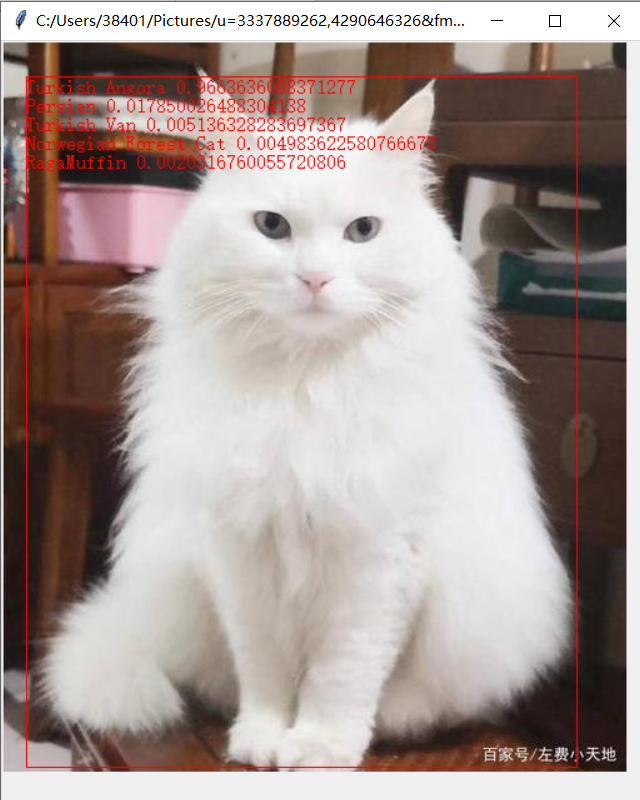 C:/Users/38401/Pictures/u=3337889262,4290646326&fm...
Turkish Angora 0.9663636088371277
Persian 0.017850026488304138
Turkish Van 0.005136328283697367
Norwegian Forest Cat 0.004983622580766678
RagaMuffin 0.0020316760055720806
百家号/左费小天地